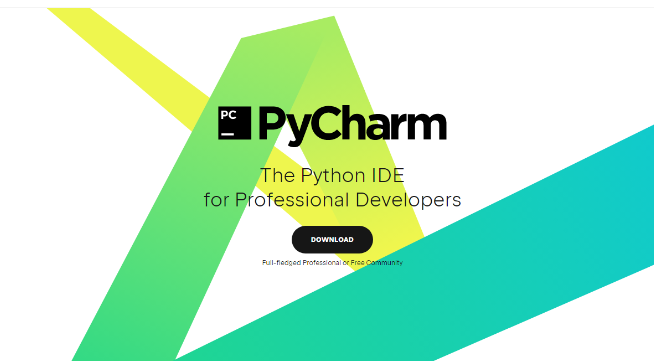 PC
PyCharm
The Python IDE
for Professional Developers
DOWNLOAD
Full-fledged Professional or Free Community